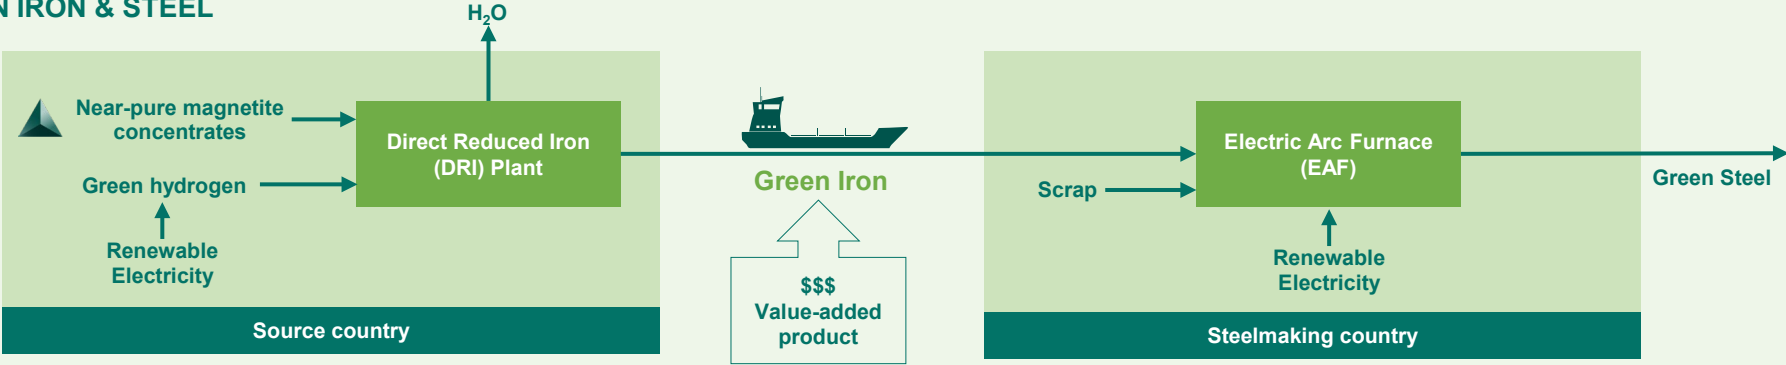 N IRON & STEEL
H₂O
Near-pure magnetite
concentrates
Green hydrogen
Renewable
Electricity
Direct Reduced Iron
(DRI) Plant
Source country
Green Iron
$$$
Value-added
product
Scrap
Electric Arc Furnace
(EAF)
Renewable
Electricity
Steelmaking country
Green Steel